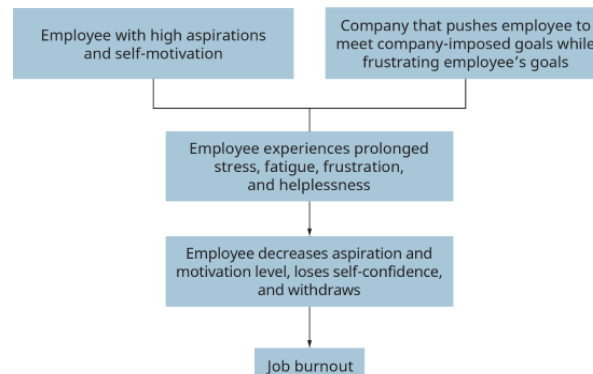 Employee with high aspirations
and self-motivation
Company that pushes employee to
meet company-imposed goals while
frustrating employee's goals
Employee experiences prolonged
stress, fatigue, frustration,
and helplessness
Employee decreases aspiration and
motivation level, loses self-confidence,
and withdraws
Job burnout